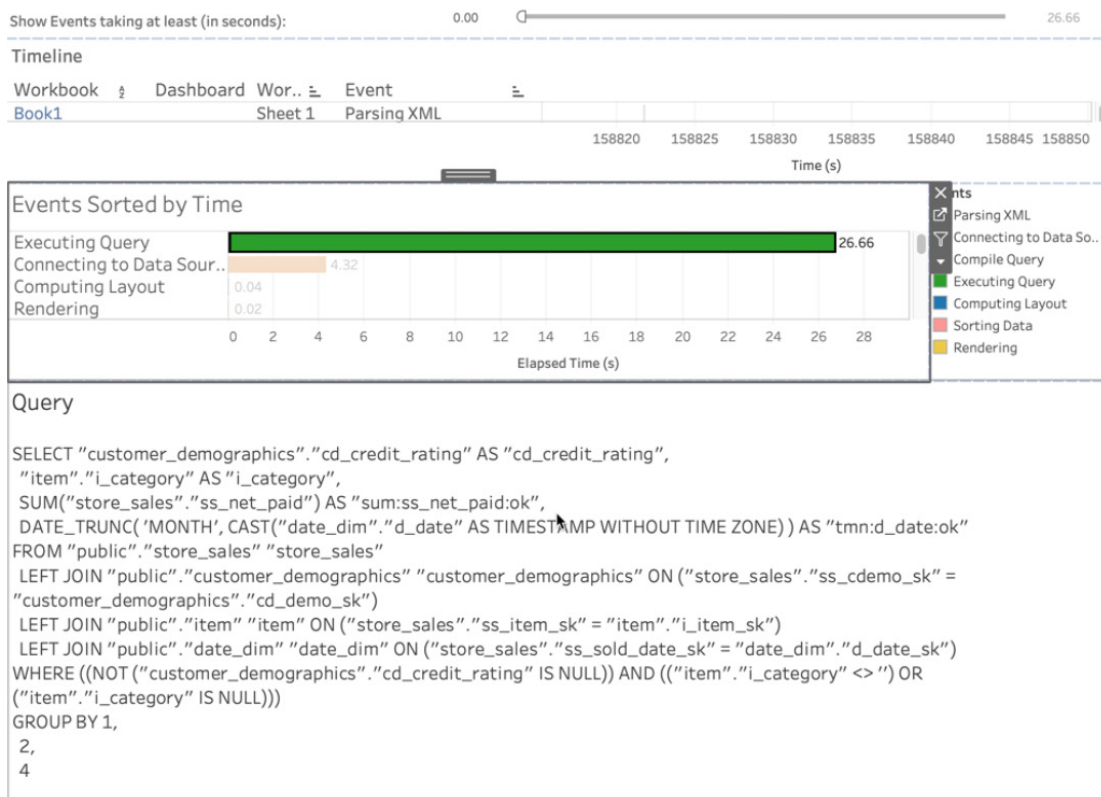 Show Events taking at least (in seconds): 0.00 26.66
Timeline
Workbook Dashboard Wor.. Event
Book1 Sheet 1 Parsing XML
158820 158825 158830 158835 158840 158845 158850
Time (s)
Events Sorted by Time
Executing Query 26.66
Connecting to Data Sour.. 4.32
Computing Layout 0.04
Rendering 0.02
0 2 4 6 8 10 12 14 16 18 20 22 24 26 28
Elapsed Time (s)
nts
Parsing XML
Connecting to Data So..
Compile Query
Executing Query
Computing Layout
Sorting Data
Rendering
Query
SELECT "customer_demographics"."cd_credit_rating" AS "cd_credit_rating",
"item"."i_category" AS "i_category",
SUM("store_sales"."ss_net_paid") AS "sum:ss_net_paid:ok",
DATE_TRUNC( 'MONTH', CAST("date_dim"."d_date" AS TIMESTAMP WITHOUT TIME ZONE) ) AS "tmn:d_date:ok"
FROM "public"."store_sales" "store_sales"
LEFT JOIN "public"."customer_demographics" "customer_demographics" ON ("store_sales"."ss_cdemo_sk" =
"customer_demographics"."cd_demo_sk")
LEFT JOIN "public"."item" "item" ON ("store_sales"."ss_item_sk" = "item"."i_item_sk")
LEFT JOIN "public"."date_dim" "date_dim" ON ("store_sales"."ss_sold_date_sk" = "date_dim"."d_date_sk")
WHERE ((NOT ("customer_demographics"."cd_credit_rating" IS NULL)) AND (("item"."i_category" <> '') OR
("item"."i_category" IS NULL)))
GROUP BY 1,
2,
4